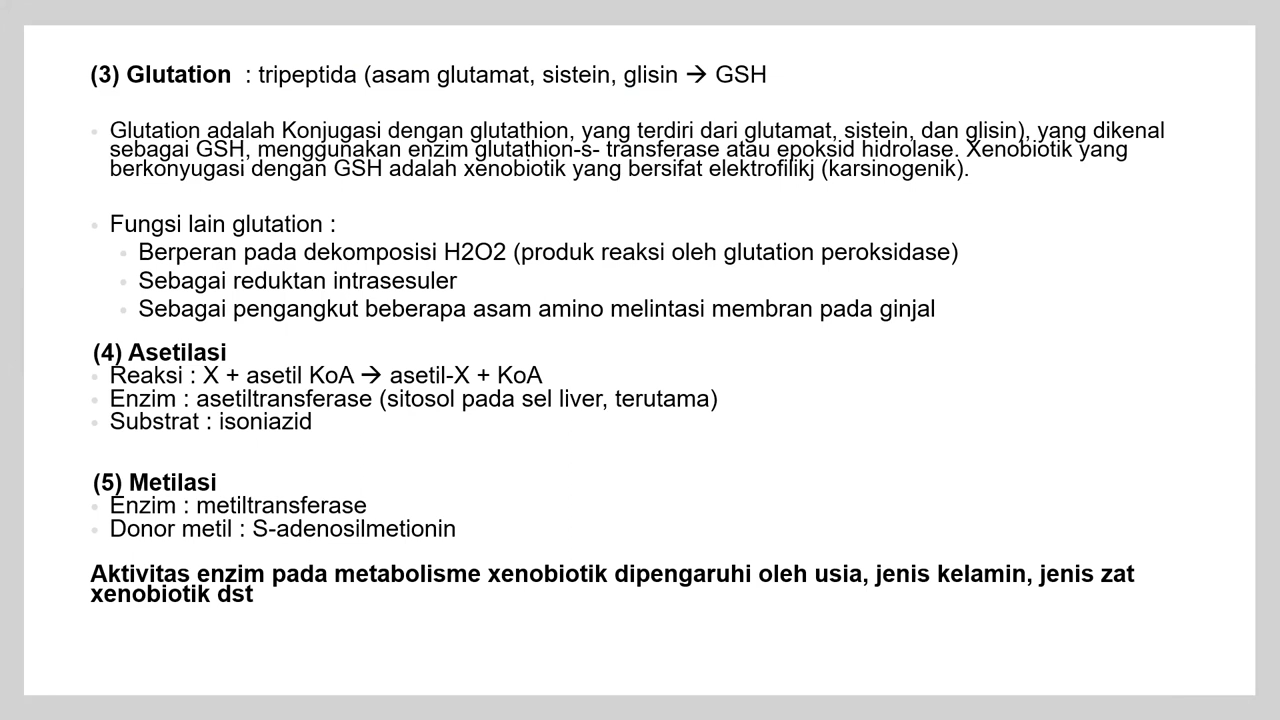 (3) Glutation : tripeptida (asam glutamat, sistein, glisin → GSH
• Glutation adalah Konjugasi dengan glutathion, yang terdiri dari glutamat, sistein, dan glisin), yang dikenal
sebagai GSH, menggunakan enzim glutathion-s- transferase atau epoksid hidrolase. Xenobiotik yang
berkonyugasi dengan GSH adalah xenobiotik yang bersifat elektrofilikj (karsinogenik).
• Fungsi lain glutation :
• Berperan pada dekomposisi H2O2 (produk reaksi oleh glutation peroksidase)
• Sebagai reduktan intrasesuler
• Sebagai pengangkut beberapa asam amino melintasi membran pada ginjal
(4) Asetilasi
• Reaksi : X + asetil KoA → asetil-X + KoA
• Enzim : asetiltransferase (sitosol pada sel liver, terutama)
• Substrat : isoniazid
(5) Metilasi
• Enzim : metiltransferase
• Donor metil : S-adenosilmetionin
Aktivitas enzim pada metabolisme xenobiotik dipengaruhi oleh usia, jenis kelamin, jenis zat
xenobiotik dst